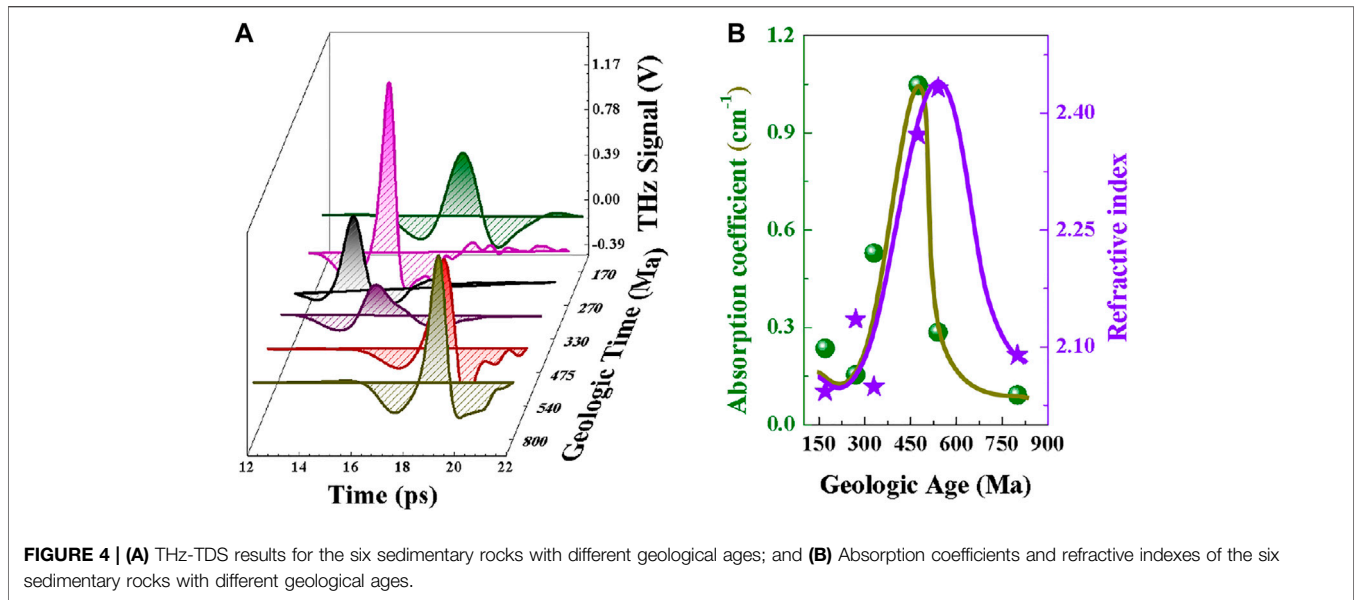 A
1.17
0.78
0.39
0.00
-0.39
THz Signal (V)
170
270
330
475
540
800
Geologic Time (Ma)
12 14 16 18 20 22
Time (ps)
B
1.2
0.9
0.6
0.3
0.0
Absorption coefficient (cm⁻¹)
2.40
2.25
2.10
Refractive index
150 300 450 600 750 900
Geologic Age (Ma)
FIGURE 4 | (A) THz-TDS results for the six sedimentary rocks with different geological ages; and (B) Absorption coefficients and refractive indexes of the six
sedimentary rocks with different geological ages.